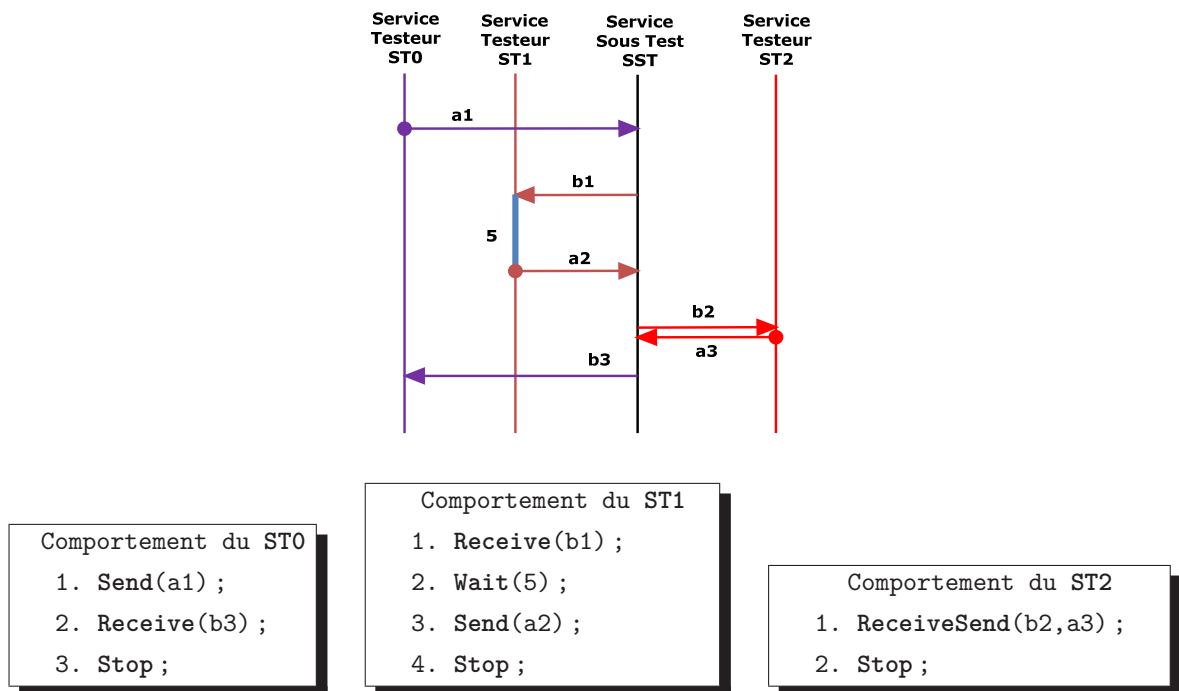 Service
Testeur
ST0
Service
Testeur
ST1
Service
Sous Test
SST
Service
Testeur
ST2
a1
b1
5
a2
b2
a3
b3
Comportement du ST0
1. Send(a1) ;
2. Receive(b3) ;
3. Stop ;
Comportement du ST1
1. Receive(b1) ;
2. Wait(5) ;
3. Send(a2) ;
4. Stop ;
Comportement du ST2
1. ReceiveSend(b2,a3) ;
2. Stop ;